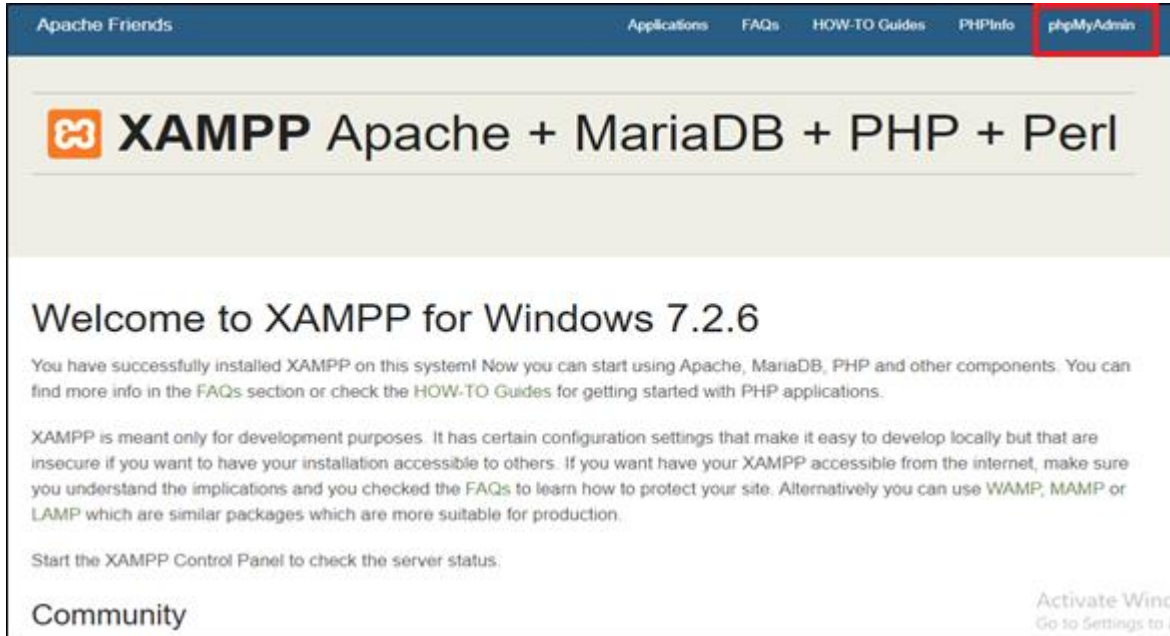 Apache Friends Applications FAQs HOW-TO Guides PHPInfo phpMyAdmin
XAMPP Apache + MariaDB + PHP + Perl
Welcome to XAMPP for Windows 7.2.6
You have successfully installed XAMPP on this system! Now you can start using Apache, MariaDB, PHP and other components. You can
find more info in the FAQs section or check the HOW-TO Guides for getting started with PHP applications.
XAMPP is meant only for development purposes. It has certain configuration settings that make it easy to develop locally but that are
insecure if you want to have your installation accessible to others. If you want have your XAMPP accessible from the internet, make sure
you understand the implications and you checked the FAQs to learn how to protect your site. Alternatively you can use WAMP, MAMP or
LAMP which are similar packages which are more suitable for production.
Start the XAMPP Control Panel to check the server status.
Community
Activate Wind
Go to Settings to